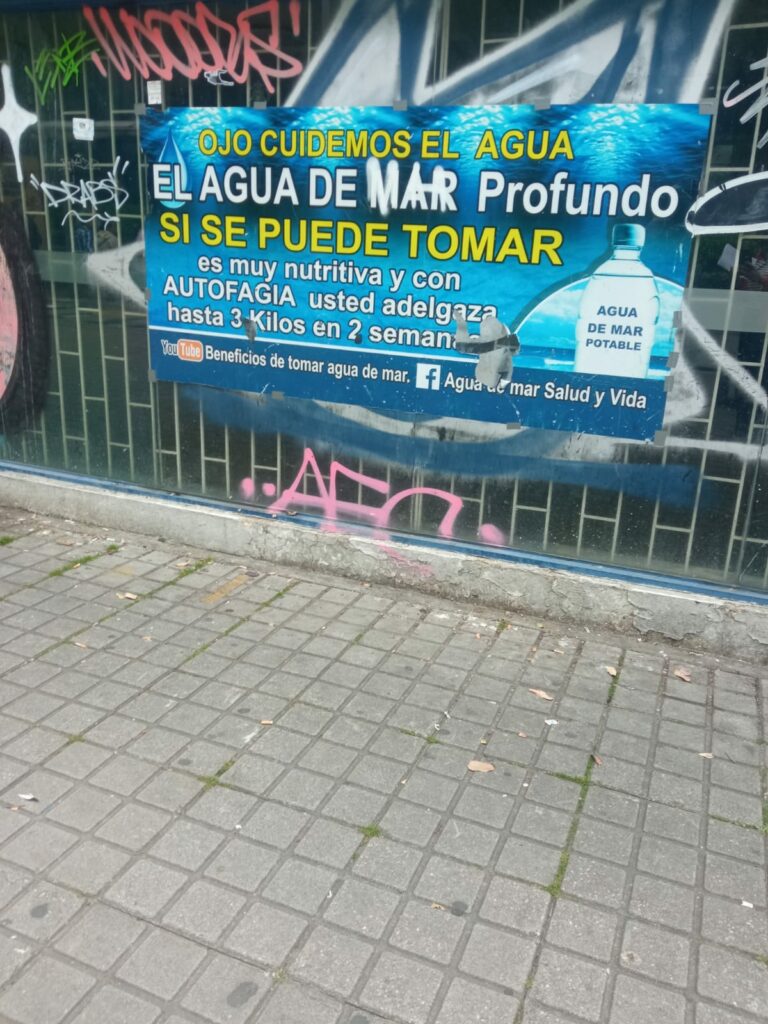 OJO CUIDEMOS EL AGUA
EL AGUA DE MAR Profundo
SI SE PUEDE TOMAR
es muy nutritiva y con
AUTOFAGIA usted adelgaza
hasta 3 Kilos en 2
YouTube Beneficios de tomar agua de mar. f Agua de mar Salud y Vida
AGUA
DE MAR
POTABLE